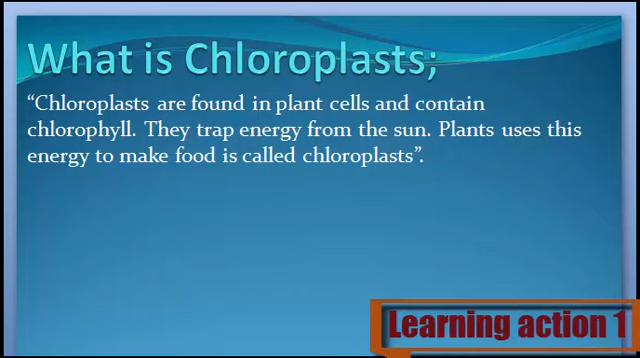 What is Chloroplasts;
“Chloroplasts are found in plant cells and contain
chlorophyll. They trap energy from the sun. Plants uses this
energy to make food is called chloroplasts”.
Learning action 1